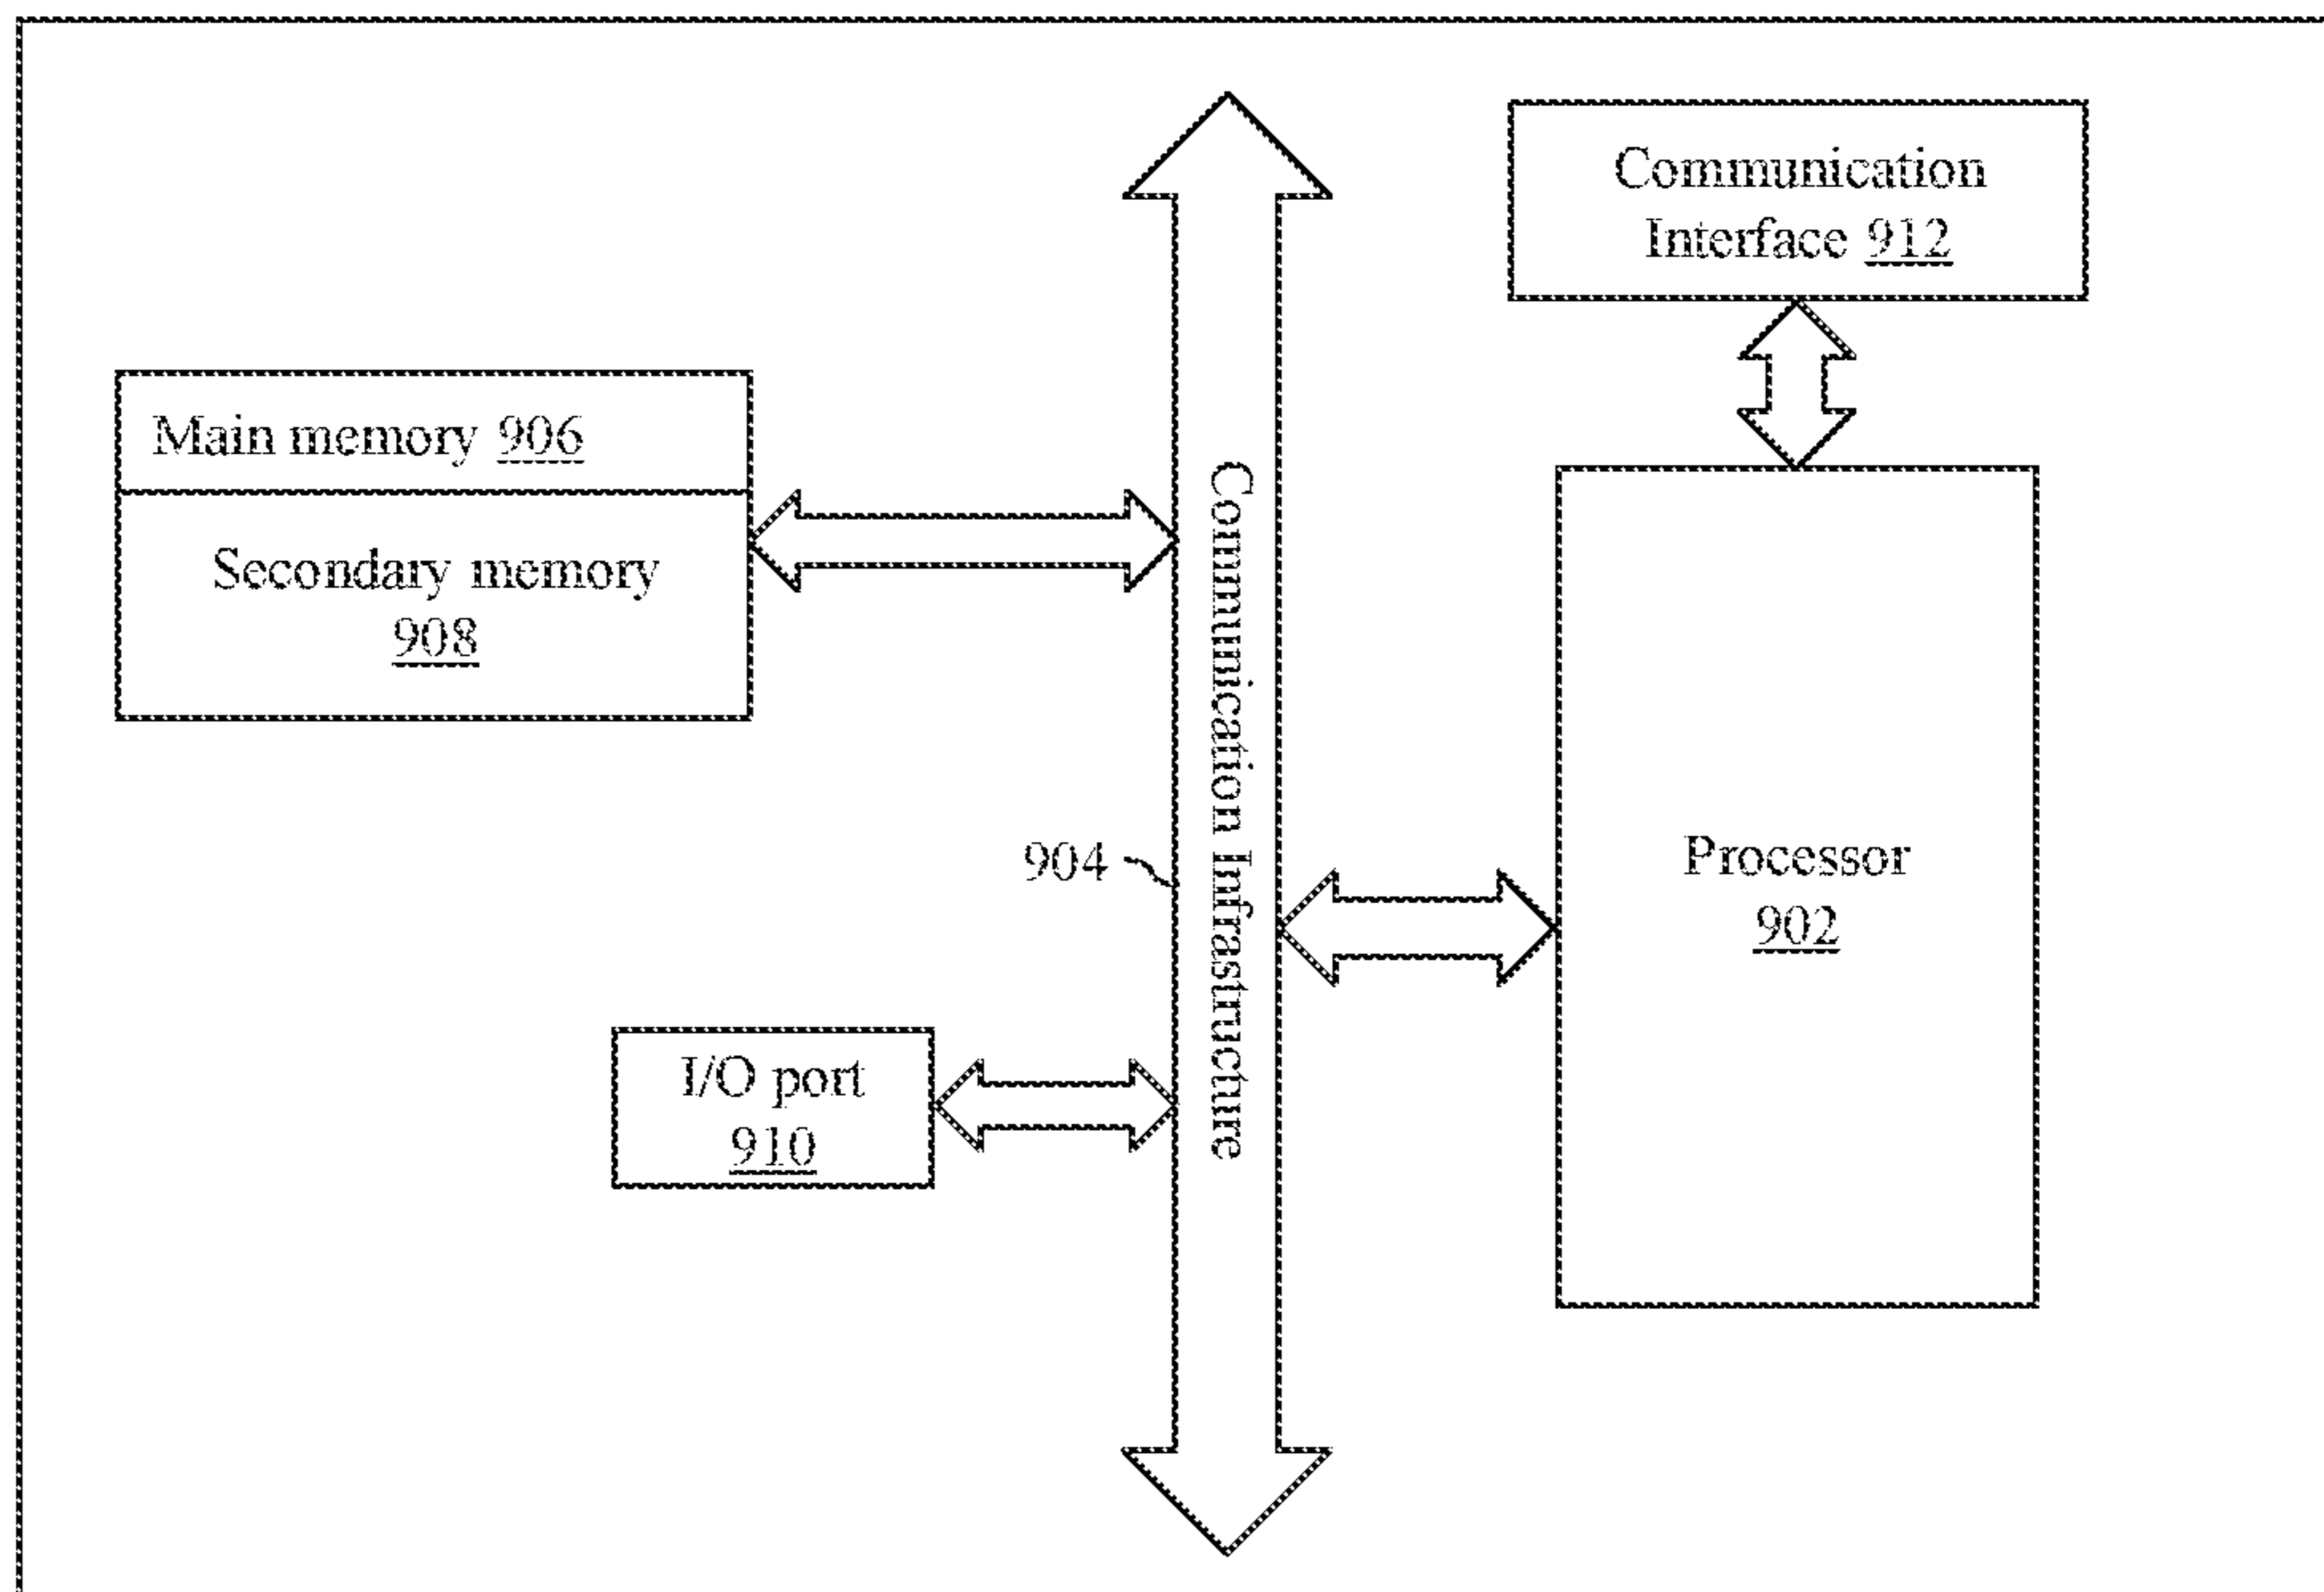 Communication
Interface 912
Main memory 906
Secondary memory
908
Communication Infrastructure
904
Processor
902
I/O port
910